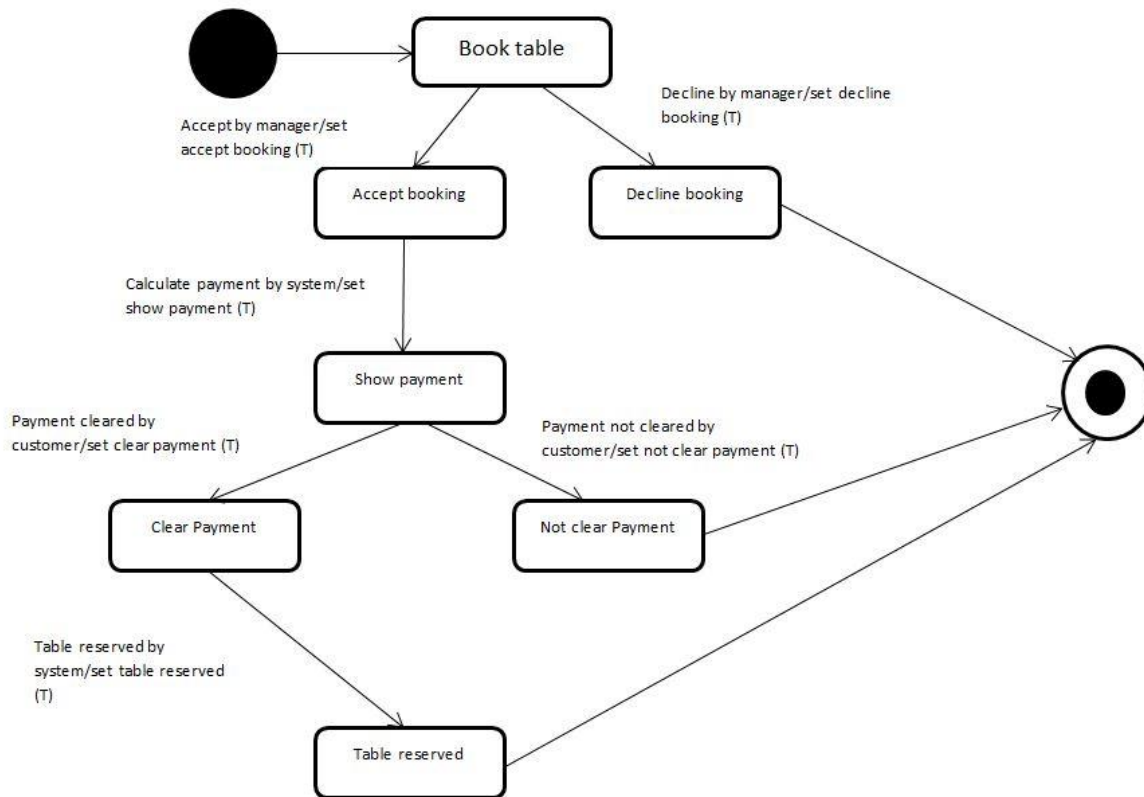 Book table
Decline by manager/set decline
booking (T)
Accept by manager/set
accept booking (T)
Accept booking
Decline booking
Calculate payment by system/set
show payment (T)
Show payment
Payment cleared by
customer/set clear payment (T)
Payment not cleared by
customer/set not clear payment (T)
Clear Payment
Not clear Payment
Table reserved by
system/set table reserved
(T)
Table reserved